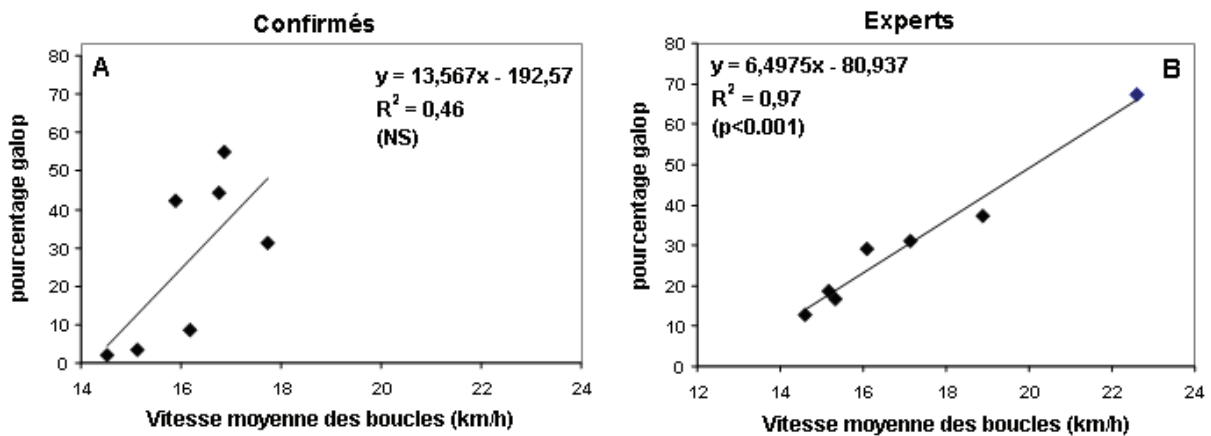 Confirmés
A
y = 13,567x - 192,57
R² = 0,46
(NS)
pourcentage galop
80
70
60
50
40
30
20
10
0
14 16 18 20 22 24
Vitesse moyenne des boucles (km/h)
Experts
y = 6,4975x - 80,937
B
R² = 0,97
(p<0.001)
pourcentage galop
80
70
60
50
40
30
20
10
0
12 14 16 18 20 22 24
Vitesse moyenne des boucles (km/h)